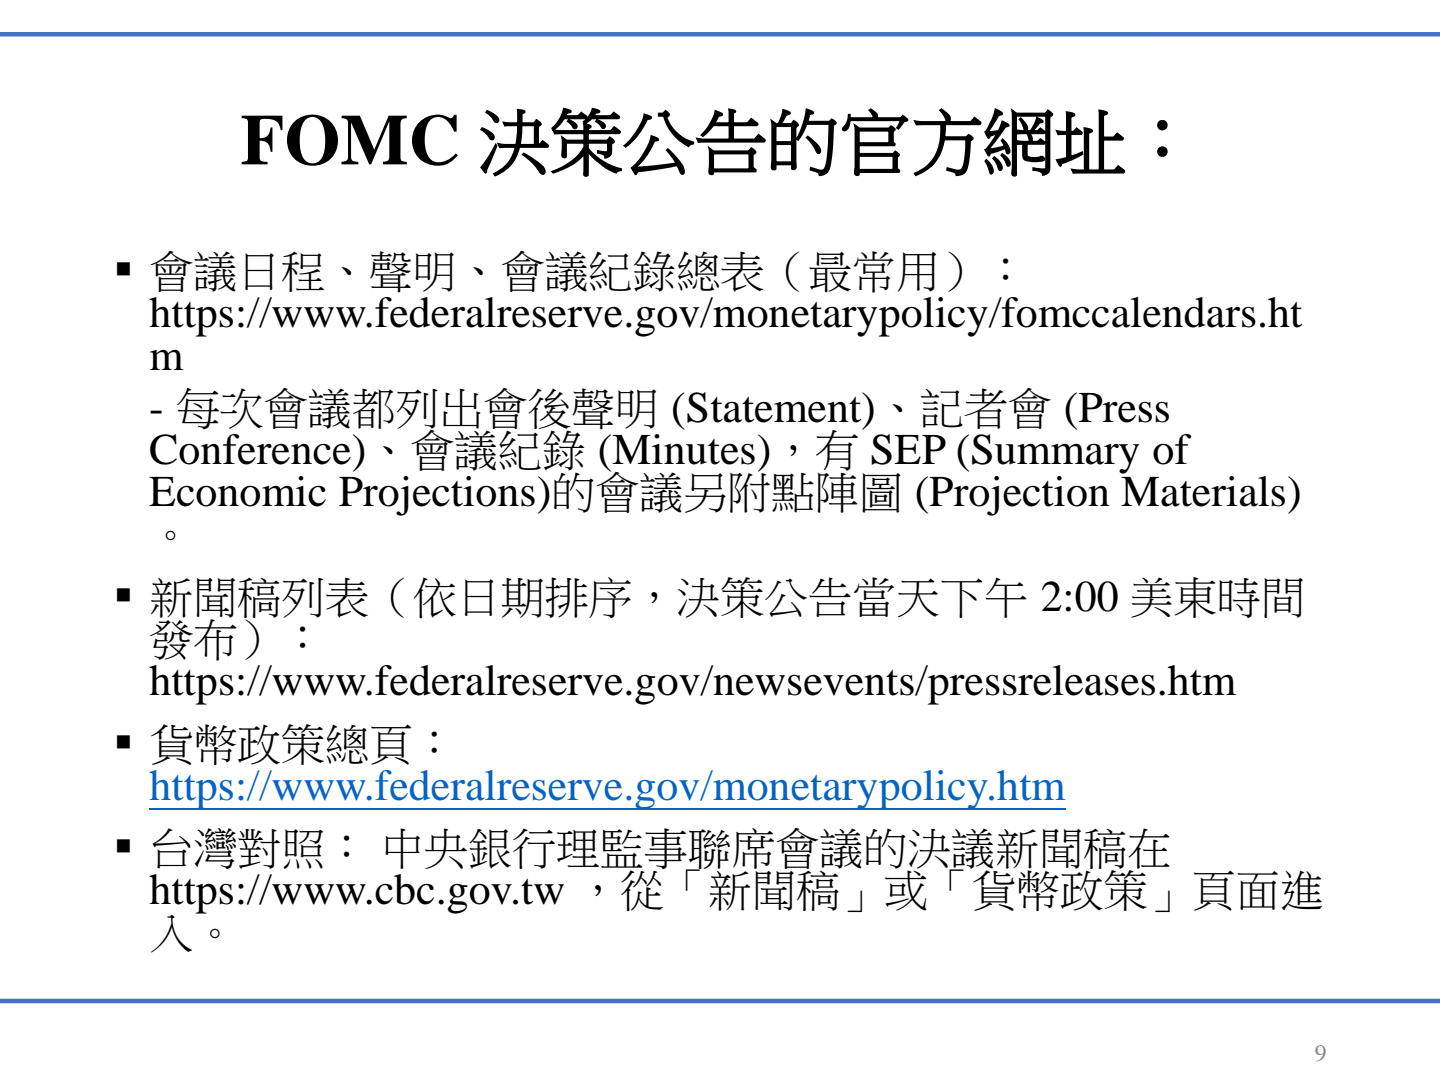 FOMC 決策公告的官方網址：
▪ 會議日程、聲明、會議紀錄總表（最常用）：
https://www.federalreserve.gov/monetarypolicy/fomccalendars.ht
m
- 每次會議都列出會後聲明 (Statement)、記者會 (Press
Conference)、會議紀錄 (Minutes)，有 SEP (Summary of
Economic Projections)的會議另附點陣圖 (Projection Materials)
。
▪ 新聞稿列表（依日期排序，決策公告當天下午 2:00 美東時間
發布）：
https://www.federalreserve.gov/newsevents/pressreleases.htm
▪ 貨幣政策總頁：
https://www.federalreserve.gov/monetarypolicy.htm
▪ 台灣對照： 中央銀行理監事聯席會議的決議新聞稿在
https://www.cbc.gov.tw ，從「新聞稿」或「貨幣政策」頁面進
入。
9